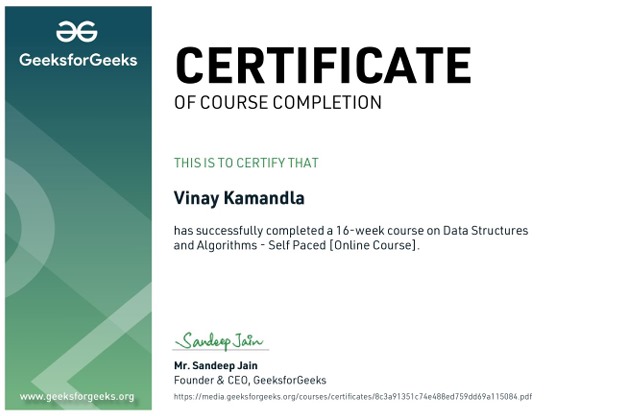 GeeksforGeeks
CERTIFICATE
OF COURSE COMPLETION
THIS IS TO CERTIFY THAT
Vinay Kamandla
has successfully completed a 16-week course on Data Structures
and Algorithms - Self Paced [Online Course].
Sandeep Jain
Mr. Sandeep Jain
Founder & CEO, GeeksforGeeks
www.geeksforgeeks.org
https://media.geeksforgeeks.org/courses/certificates/8c3a91351c74e488ed759dd69a115084.pdf